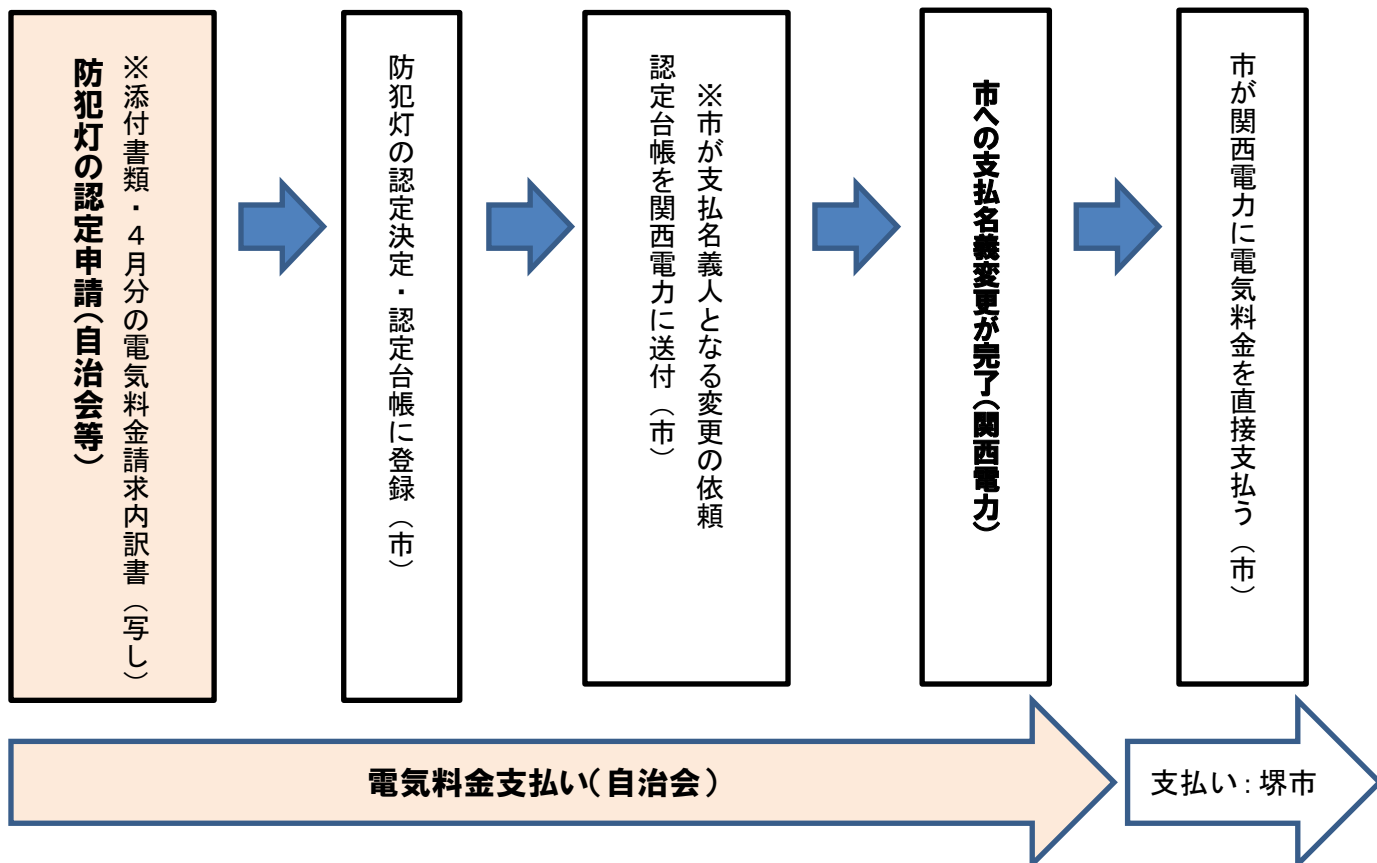 防犯灯の認定申請（自治会等）
※添付書類・４月分の電気料金請求内訳書（写し）
防犯灯の認定決定・認定台帳に登録（市）
認定台帳を関西電力に送付（市）
※市が支払名義人となる変更の依頼
市への支払名義変更が完了（関西電力）
市が関西電力に電気料金を直接支払う（市）
電気料金支払い（自治会）
支払い：堺市